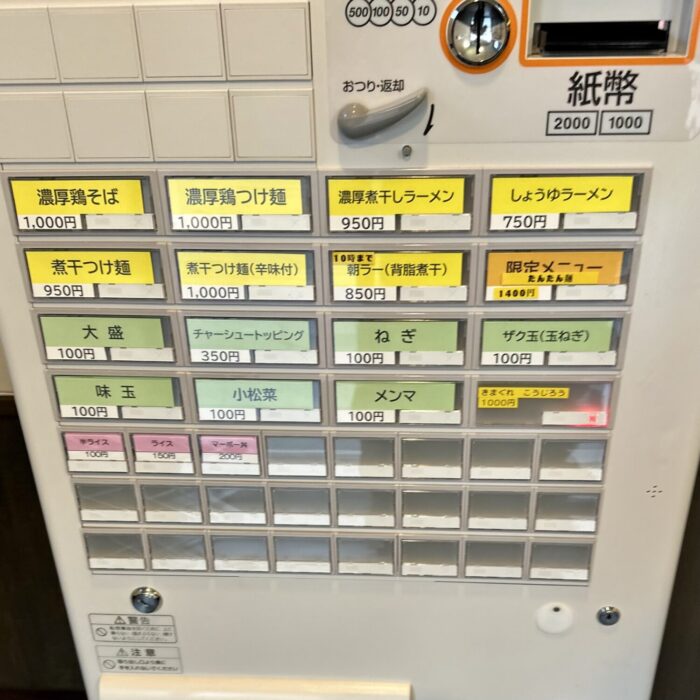 500 100 50 10
おつり・返却
紙幣
2000 1000
濃厚鶏そば
1,000円
濃厚鶏つけ麺
1,000円
濃厚煮干しラーメン
950円
しょうゆラーメン
750円
煮干つけ麺
950円
煮干つけ麺(辛味付)
1,000円
10時まで
朝ラー(背脂煮干)
850円
限定メニュー
たんたん麺
1400円
大盛
100円
チャーシュートッピング
350円
ねぎ
100円
ザク玉(玉ねぎ)
100円
味玉
100円
小松菜
100円
メンマ
100円
きまぐれ こうじろう
1000円
半ライス
100円
ライス
150円
マーボー丼
200円
警告
注意